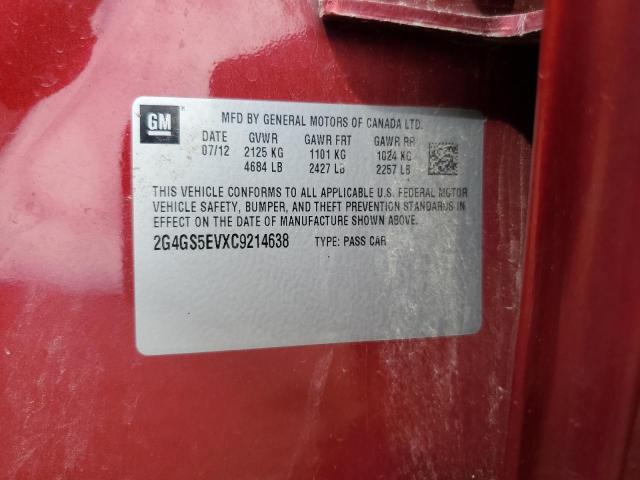 GM
MFD BY GENERAL MOTORS OF CANADA LTD.
DATE GVWR GAWR FRT GAWR RR
07/12 2125 KG 1101 KG 1024 KG
4684 LB 2427 LB 2257 LB
THIS VEHICLE CONFORMS TO ALL APPLICABLE U.S. FEDERAL MOTOR
VEHICLE SAFETY, BUMPER, AND THEFT PREVENTION STANDARDS IN
EFFECT ON THE DATE OF MANUFACTURE SHOWN ABOVE.
2G4GS5EVXC9214638 TYPE: PASS CAR